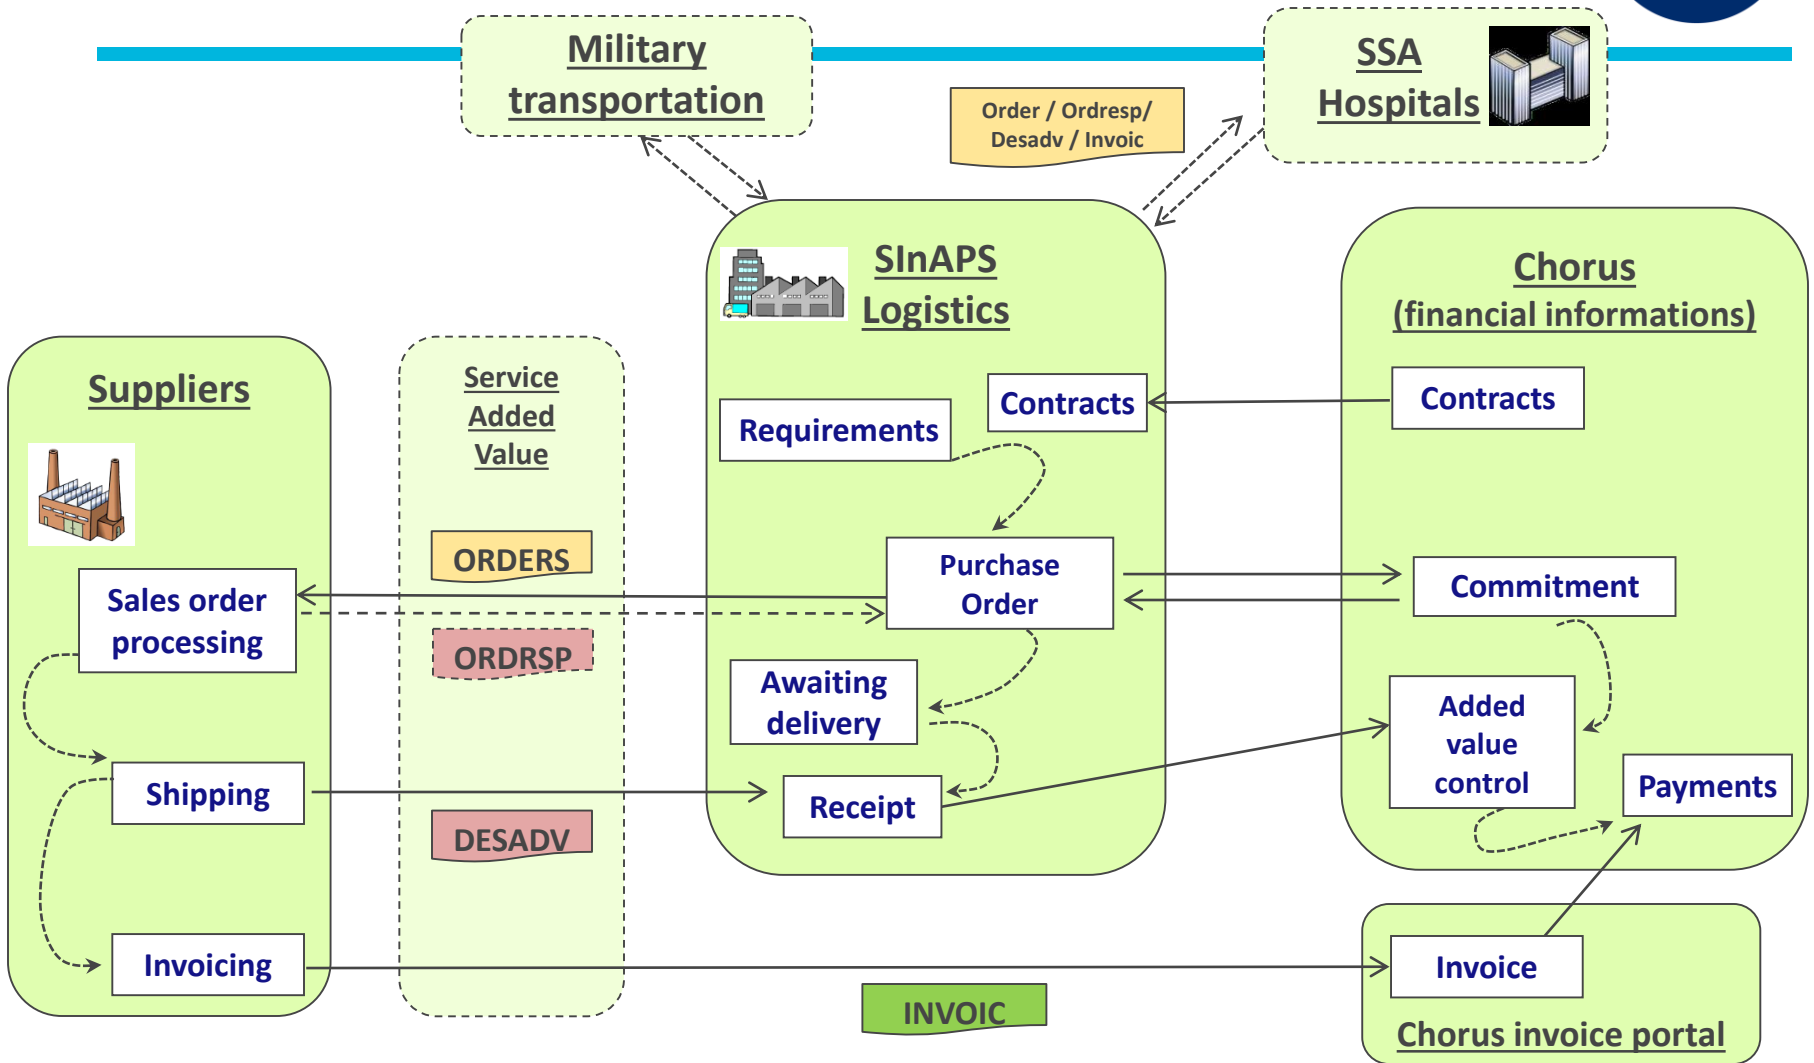 Military
transportation
SSA
Hospitals
Order / Ordresp/
Desadv / Invoic
SInAPS
Logistics
Chorus
(financial informations)
Suppliers
Service
Added
Value
Contracts
Contracts
Requirements
ORDERS
Purchase
Order
Commitment
Sales order
processing
ORDRSP
Awaiting
delivery
Added
value
control
Shipping
Receipt
Payments
DESADV
Invoicing
Invoice
INVOIC
Chorus invoice portal